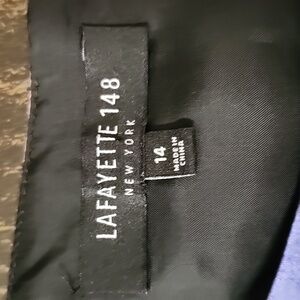 LAFAYETTE 148
NEW YORK
14
MADE IN
CHINA